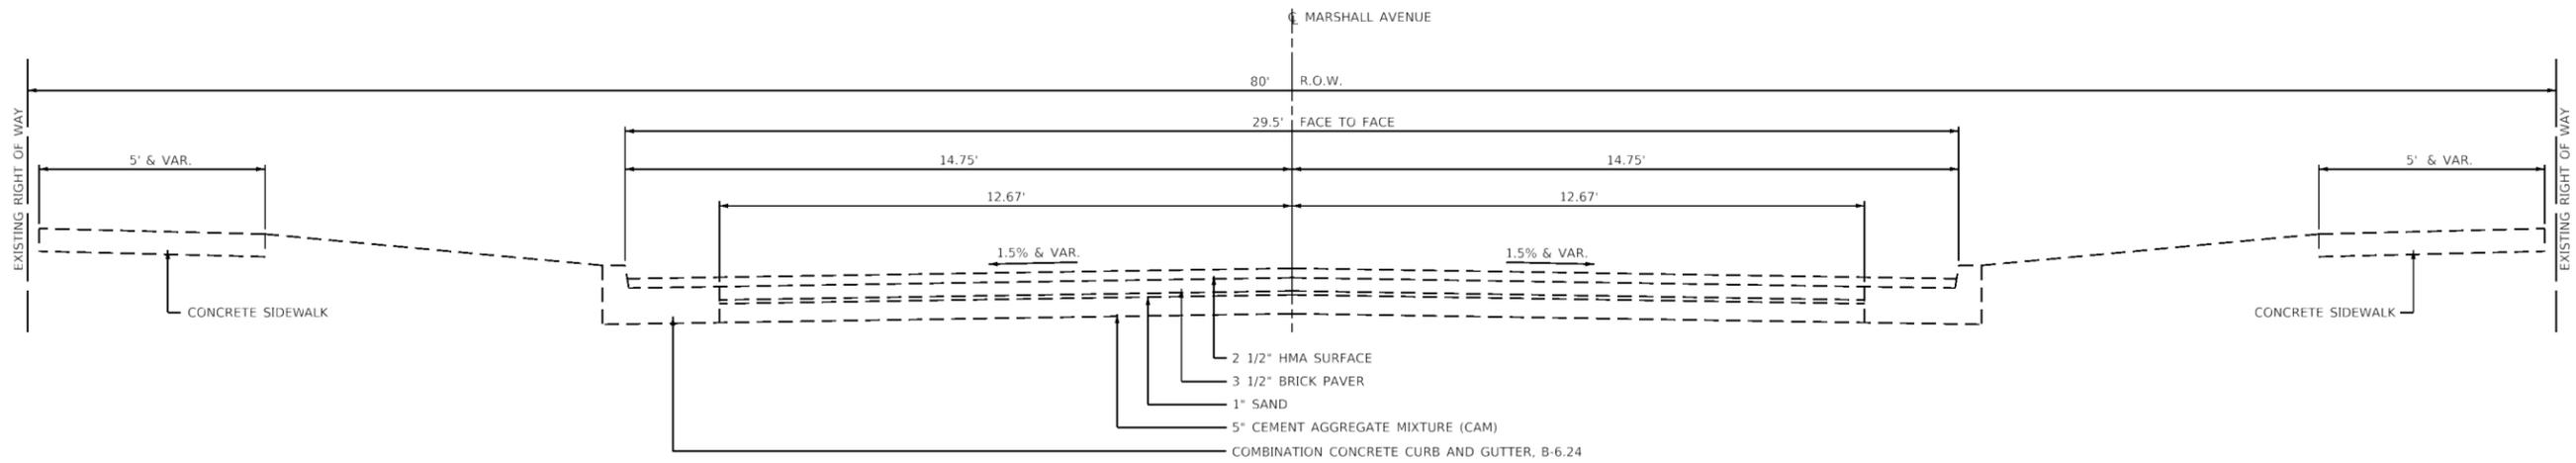 ℄ MARSHALL AVENUE
80' R.O.W.
29.5' FACE TO FACE
5' & VAR.
14.75'
14.75'
5' & VAR.
12.67'
12.67'
EXISTING RIGHT OF WAY
EXISTING RIGHT OF WAY
1.5% & VAR.
1.5% & VAR.
CONCRETE SIDEWALK
CONCRETE SIDEWALK
2 1/2" HMA SURFACE
3 1/2" BRICK PAVER
1" SAND
5" CEMENT AGGREGATE MIXTURE (CAM)
COMBINATION CONCRETE CURB AND GUTTER, B-6.24